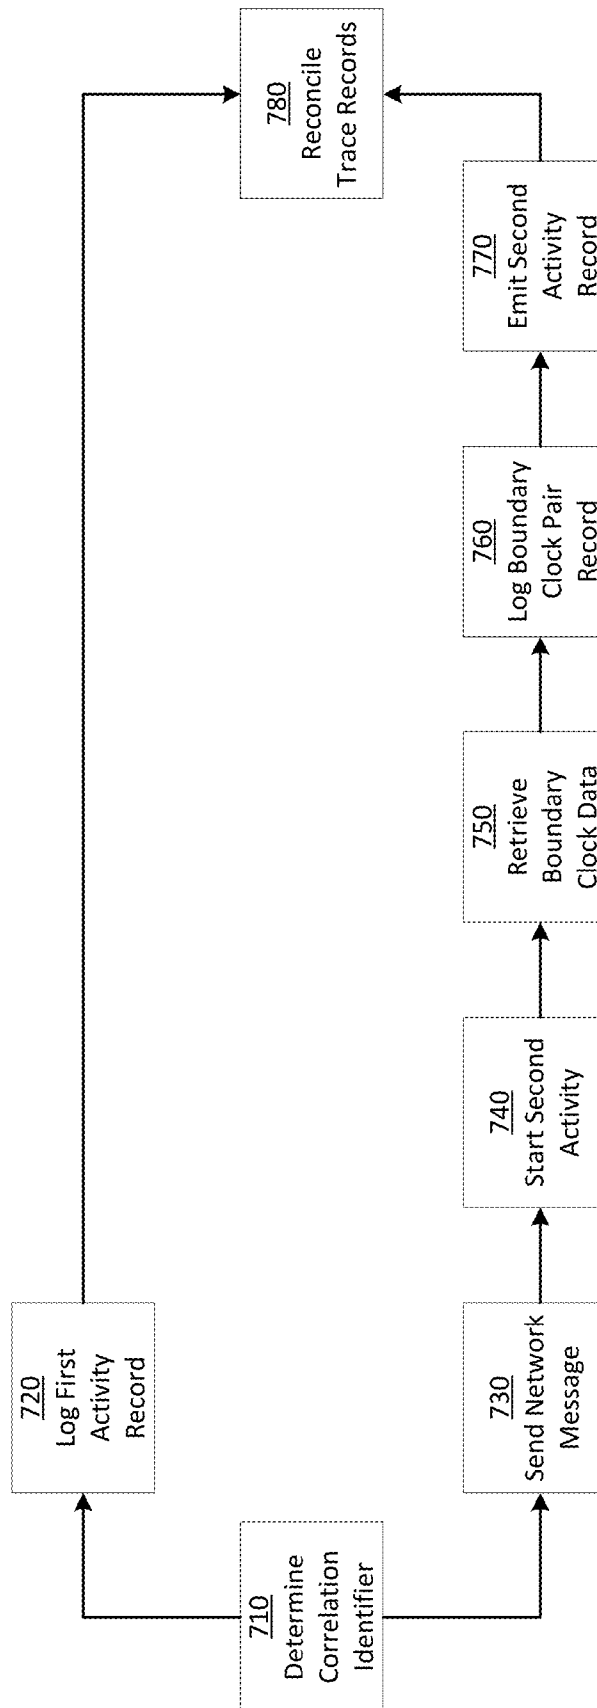 710
Determine
Correlation
Identifier
720
Log First
Activity
Record
730
Send Network
Message
740
Start Second
Activity
750
Retrieve
Boundary
Clock Data
760
Log Boundary
Clock Pair
Record
770
Emit Second
Activity
Record
780
Reconcile
Trace Records